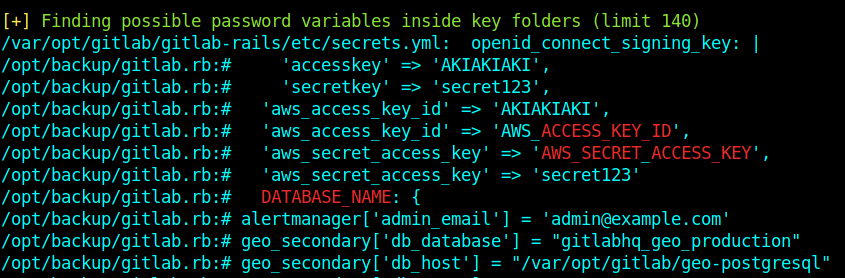 [+] Finding possible password variables inside key folders (limit 140)
/var/opt/gitlab/gitlab-rails/etc/secrets.yml:  openid_connect_signing_key: |
/opt/backup/gitlab.rb:#     'accesskey' => 'AKIAKIAKI',
/opt/backup/gitlab.rb:#     'secretkey' => 'secret123',
/opt/backup/gitlab.rb:#   'aws_access_key_id' => 'AKIAKIAKI',
/opt/backup/gitlab.rb:#   'aws_access_key_id' => 'AWS_ACCESS_KEY_ID',
/opt/backup/gitlab.rb:#   'aws_secret_access_key' => 'AWS_SECRET_ACCESS_KEY',
/opt/backup/gitlab.rb:#   'aws_secret_access_key' => 'secret123'
/opt/backup/gitlab.rb:#   DATABASE_NAME: {
/opt/backup/gitlab.rb:# alertmanager['admin_email'] = 'admin@example.com'
/opt/backup/gitlab.rb:# geo_secondary['db_database'] = "gitlabhq_geo_production"
/opt/backup/gitlab.rb:# geo_secondary['db_host'] = "/var/opt/gitlab/geo-postgresql"